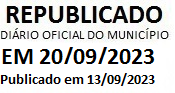 REPUBLICADO
DIÁRIO OFICIAL DO MUNICÍPIO
EM 20/09/2023
Publicado em 13/09/2023